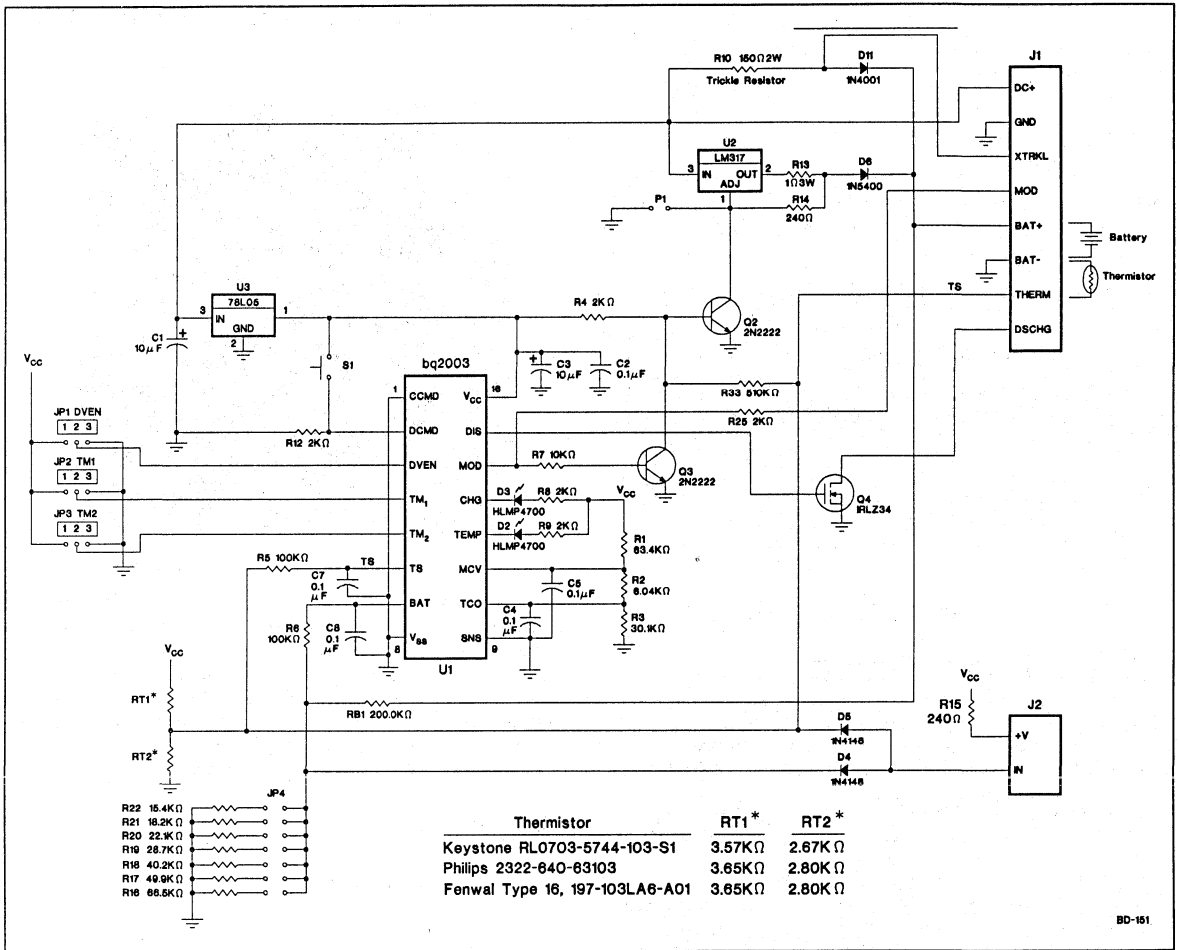 R10 150Ω2W
Trickle Resistor
D11
1N4001
J1
DC+
GND
XTRKL
MOD
BAT+
BAT-
THERM
DSCHG
Battery
Thermistor
TS
U2
LM317
3 IN OUT 2
ADJ
1
R13
1Ω3W
R14
240Ω
D6
1N5400
P1
U3
78L05
3 IN 1
GND
2
C1
10μF
S1
R4 2KΩ
Q2
2N2222
VCC
bq2003
C3
10μF
C2
0.1μF
R33 510KΩ
R25 2KΩ
JP1 DVEN
1 2 3
JP2 TM1
1 2 3
JP3 TM2
1 2 3
R12 2KΩ
1 CCMD
DCMD
DVEN
TM1
TM2
TS
BAT
8 VSS
VCC 16
DIS
MOD
CHG
TEMP
MCV
TCO
SNS 9
U1
R7 10KΩ
Q3
2N2222
Q4
IRLZ34
D3
HLMP4700
R8 2KΩ
D2
HLMP4700
R9 2KΩ
VCC
R1
63.4KΩ
R2
6.04KΩ
R3
30.1KΩ
C5
0.1μF
C4
0.1
μF
R5 100KΩ
TS
C7
0.1
μF
R6
100KΩ
C6
0.1
μF
VCC
RT1*
RT2*
RB1 200.0KΩ
D5
1N4148
D4
1N4148
VCC
R15
240Ω
J2
+V
IN
JP4
R22 15.4KΩ
R21 18.2KΩ
R20 22.1KΩ
R19 28.7KΩ
R18 40.2KΩ
R17 49.9KΩ
R16 66.5KΩ
Thermistor RT1* RT2*
Keystone RL0703-5744-103-S1 3.57KΩ 2.67KΩ
Philips 2322-640-63103 3.65KΩ 2.80KΩ
Fenwal Type 16, 197-103LA6-A01 3.65KΩ 2.80KΩ
BD-151